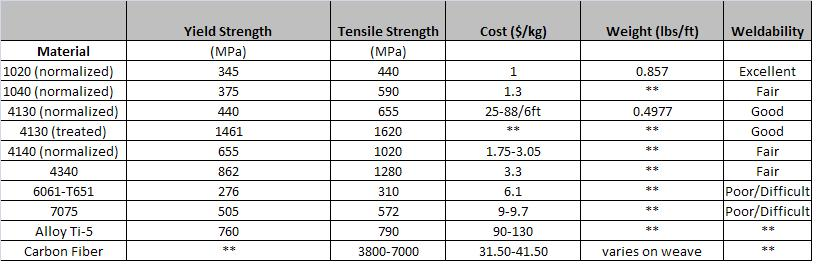 Yield Strength Tensile Strength Cost ($/kg) Weight (lbs/ft) Weldability
Material (MPa) (MPa)
1020 (normalized) 345 440 1 0.857 Excellent
1040 (normalized) 375 590 1.3 ** Fair
4130 (normalized) 440 655 25-88/6ft 0.4977 Good
4130 (treated) 1461 1620 ** ** Good
4140 (normalized) 655 1020 1.75-3.05 ** Fair
4340 862 1280 3.3 ** Fair
6061-T651 276 310 6.1 ** Poor/Difficult
7075 505 572 9-9.7 ** Poor/Difficult
Alloy Ti-5 760 790 90-130 ** **
Carbon Fiber ** 3800-7000 31.50-41.50 varies on weave **